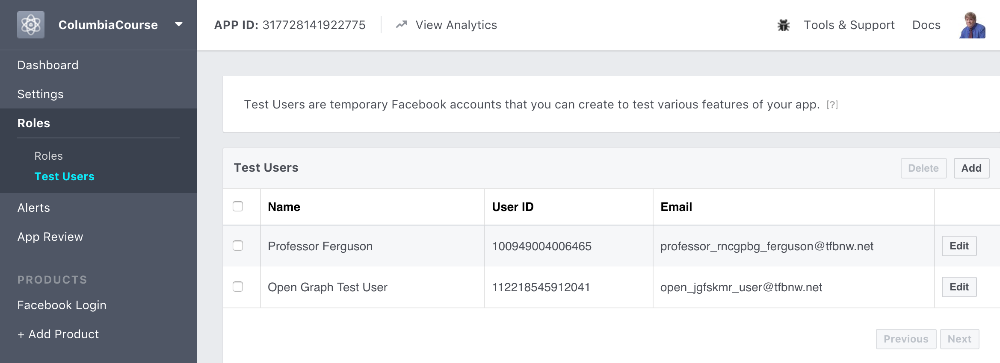 ColumbiaCourse
APP ID: 317728141922775
View Analytics
Tools & Support
Docs
Dashboard
Settings
Roles
Roles
Test Users
Alerts
App Review
PRODUCTS
Facebook Login
+ Add Product
Test Users are temporary Facebook accounts that you can create to test various features of your app. [?]
Test Users
Delete
Add
Name User ID Email
Professor Ferguson 100949004006465 professor_rncgpbg_ferguson@tfbnw.net Edit
Open Graph Test User 112218545912041 open_jgfskmr_user@tfbnw.net Edit
Previous
Next